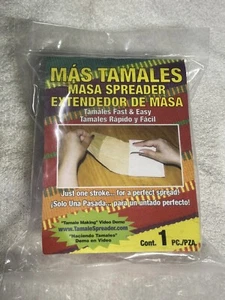 MÁS TAMALES
MASA SPREADER
EXTENDEDOR DE MASA
Tamales Fast & Easy
Tamales Rápido y Fácil
Just one stroke... for a perfect spread!
¡Sólo Una Pasada... para un untado perfecto!
"Tamale Making" Video Demo
www.TamaleSpreader.com
"Haciendo Tamales"
Demo en Video
Cont. 1 PC./PZA.